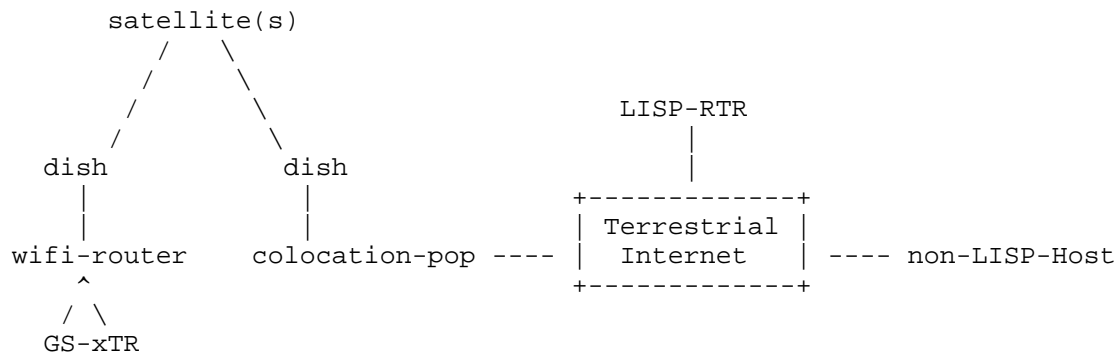 satellite(s)
LISP-RTR
dish dish
Terrestrial
wifi-router colocation-pop ---- Internet ---- non-LISP-Host
GS-xTR